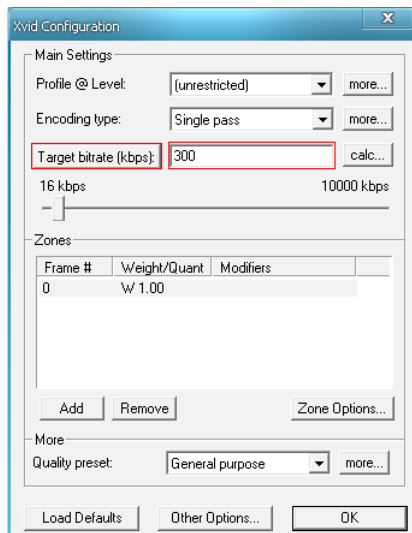 Xvid Configuration
X
Main Settings
Profile @ Level: (unrestricted) more...
Encoding type: Single pass more...
Target bitrate (kbps): 300 calc...
16 kbps 10000 kbps
Zones
Frame # Weight/Quant Modifiers
0 W 1.00
Add Remove Zone Options...
More
Quality preset: General purpose more...
Load Defaults Other Options... OK